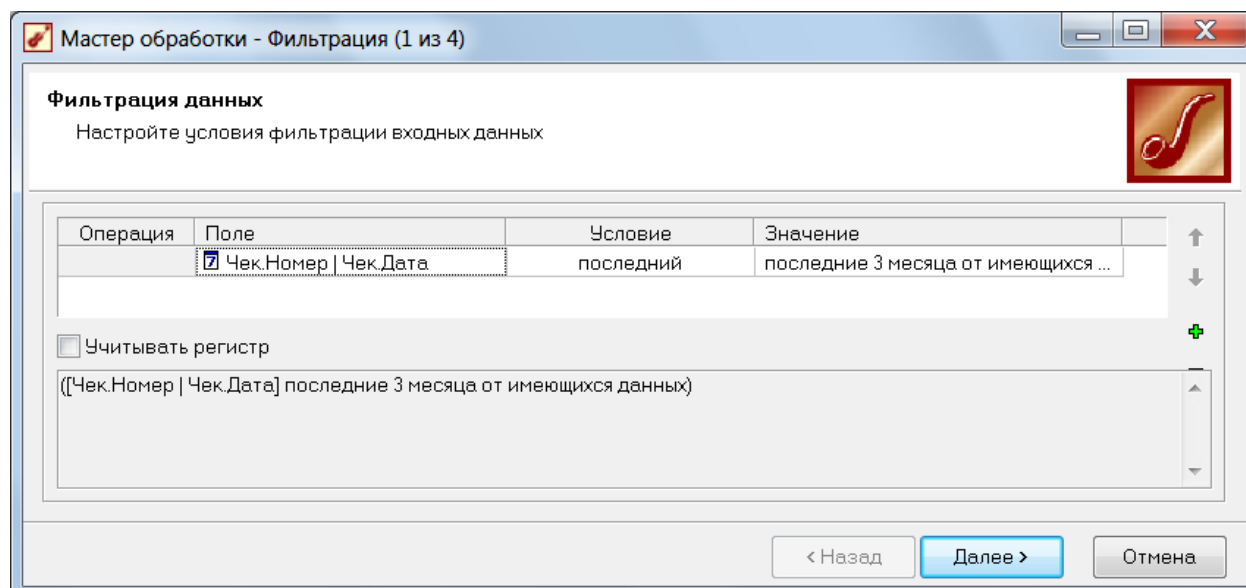 Мастер обработки - Фильтрация (1 из 4)
Фильтрация данных
Настройте условия фильтрации входных данных
Операция Поле Условие Значение
7 Чек.Номер | Чек.Дата последний последние 3 месяца от имеющихся ...
Учитывать регистр
([Чек.Номер | Чек.Дата] последние 3 месяца от имеющихся данных)
< Назад Далее > Отмена